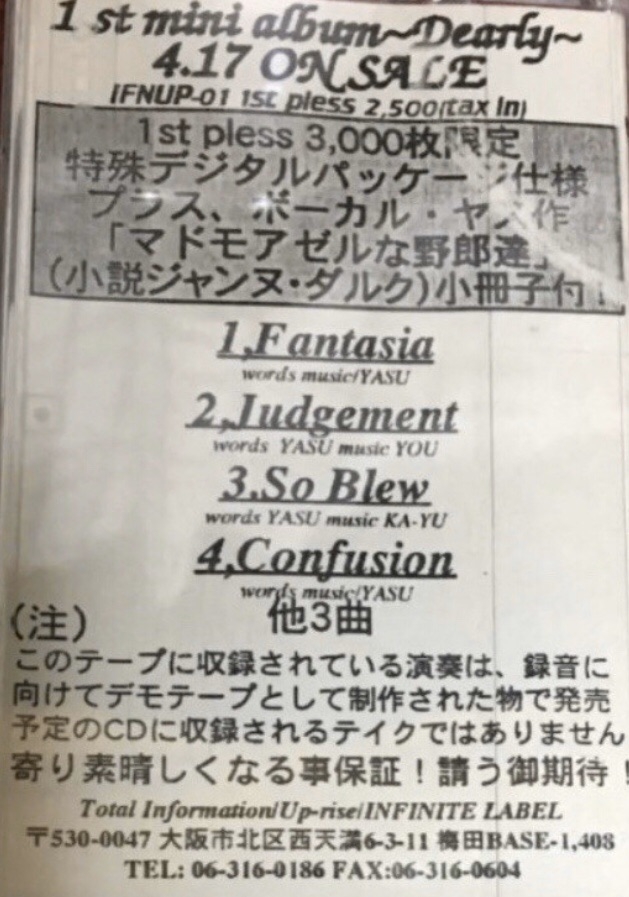 1 st mini album~Dearly~
4.17 ON SALE
IFNUP-01 1st pless 2,500(tax in)
1st pless 3,000枚限定
特殊デジタルパッケージ仕様
プラス、ボーカル・ヤス作
「マドモアゼルな野郎達」
(小説ジャンヌ・ダルク)小冊子付!
1,Fantasia
words music/YASU
2,Judgement
words YASU music YOU
3.So Blew
words YASU music KA-YU
4,Confusion
words music/YASU
他3曲
(注)
このテープに収録されている演奏は、録音に
向けてデモテープとして制作された物で発売
予定のCDに収録されるテイクではありません
寄り素晴しくなる事保証!請う御期待!
Total Information/Up-rise/INFINITE LABEL
〒530-0047 大阪市北区西天満6-3-11 梅田BASE-1,408
TEL: 06-316-0186 FAX:06-316-0604